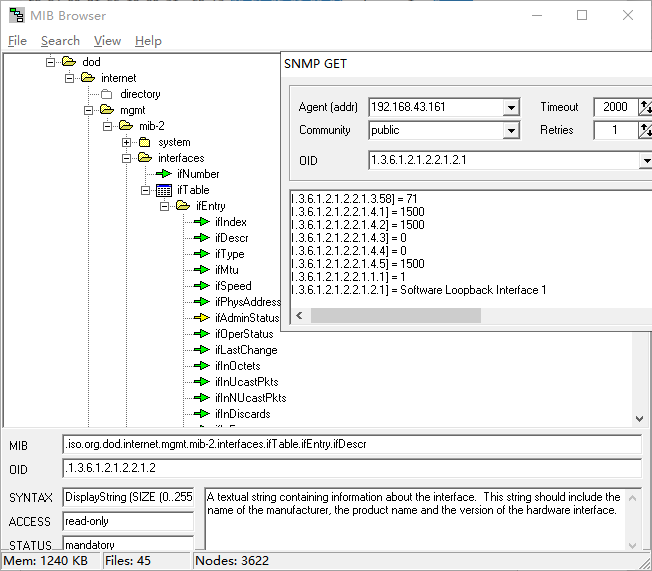 MIB Browser
File Search View Help
dod
internet
directory
mgmt
mib-2
system
interfaces
ifNumber
ifTable
ifEntry
ifIndex
ifDescr
ifType
ifMtu
ifSpeed
ifPhysAddress
ifAdminStatus
ifOperStatus
ifLastChange
ifInOctets
ifInUcastPkts
ifInNUcastPkts
ifInDiscards
SNMP GET
Agent (addr) 192.168.43.161 Timeout 2000
Community public Retries 1
OID 1.3.6.1.2.1.2.2.1.2.1
[.3.6.1.2.1.2.2.1.3.58] = 71
[.3.6.1.2.1.2.2.1.4.1] = 1500
[.3.6.1.2.1.2.2.1.4.2] = 1500
[.3.6.1.2.1.2.2.1.4.3] = 0
[.3.6.1.2.1.2.2.1.4.4] = 0
[.3.6.1.2.1.2.2.1.4.5] = 1500
[.3.6.1.2.1.2.2.1.1.1] = 1
[.3.6.1.2.1.2.2.1.2.1] = Software Loopback Interface 1
MIB .iso.org.dod.internet.mgmt.mib-2.interfaces.ifTable.ifEntry.ifDescr
OID .1.3.6.1.2.1.2.2.1.2
SYNTAX DisplayString (SIZE (0..255
ACCESS read-only
STATUS mandatory
A textual string containing information about the interface. This string should include the
name of the manufacturer, the product name and the version of the hardware interface.
Mem: 1240 KB Files: 45 Nodes: 3622